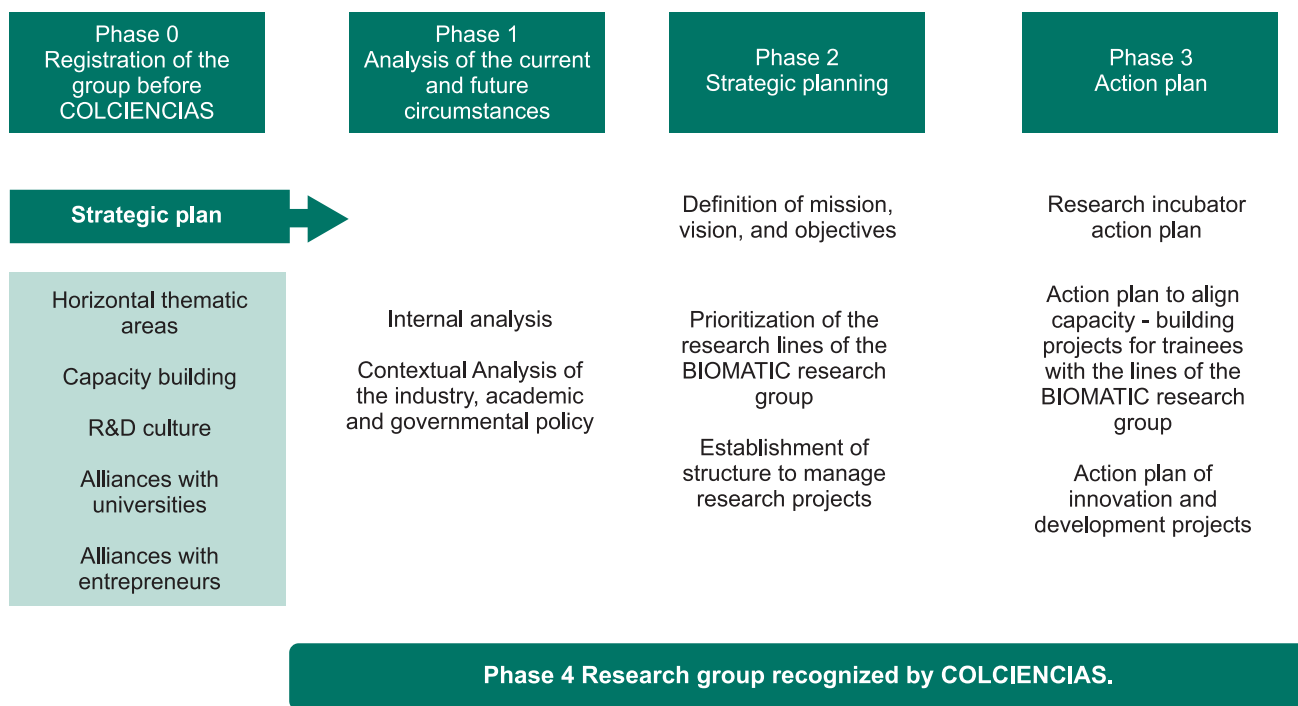 Phase 0
Registration of the
group before
COLCIENCIAS
Phase 1
Analysis of the current
and future
circumstances
Phase 2
Strategic planning
Phase 3
Action plan
Strategic plan
Horizontal thematic
areas
Capacity building
R&D culture
Alliances with
universities
Alliances with
entrepreneurs
Internal analysis
Contextual Analysis of
the industry, academic
and governmental policy
Definition of mission,
vision, and objectives
Prioritization of the
research lines of the
BIOMATIC research
group
Establishment of
structure to manage
research projects
Research incubator
action plan
Action plan to align
capacity - building
projects for trainees
with the lines of the
BIOMATIC research
group
Action plan of
innovation and
development projects
Phase 4 Research group recognized by COLCIENCIAS.